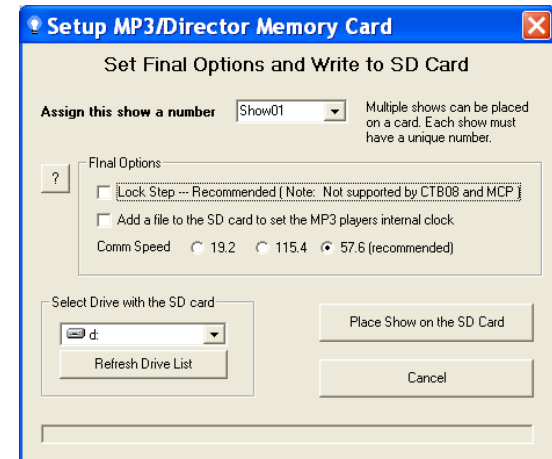 Setup MP3/Director Memory Card
Set Final Options and Write to SD Card
Assign this show a number
Show01
Multiple shows can be placed
on a card. Each show must
have a unique number.
?
FInal Options
Lock Step --- Recommended ( Note: Not supported by CTB08 and MCP )
Add a file to the SD card to set the MP3 players internal clock
Comm Speed 19.2 115.4 57.6 (recommended)
Select Drive with the SD card
d:
Refresh Drive List
Place Show on the SD Card
Cancel